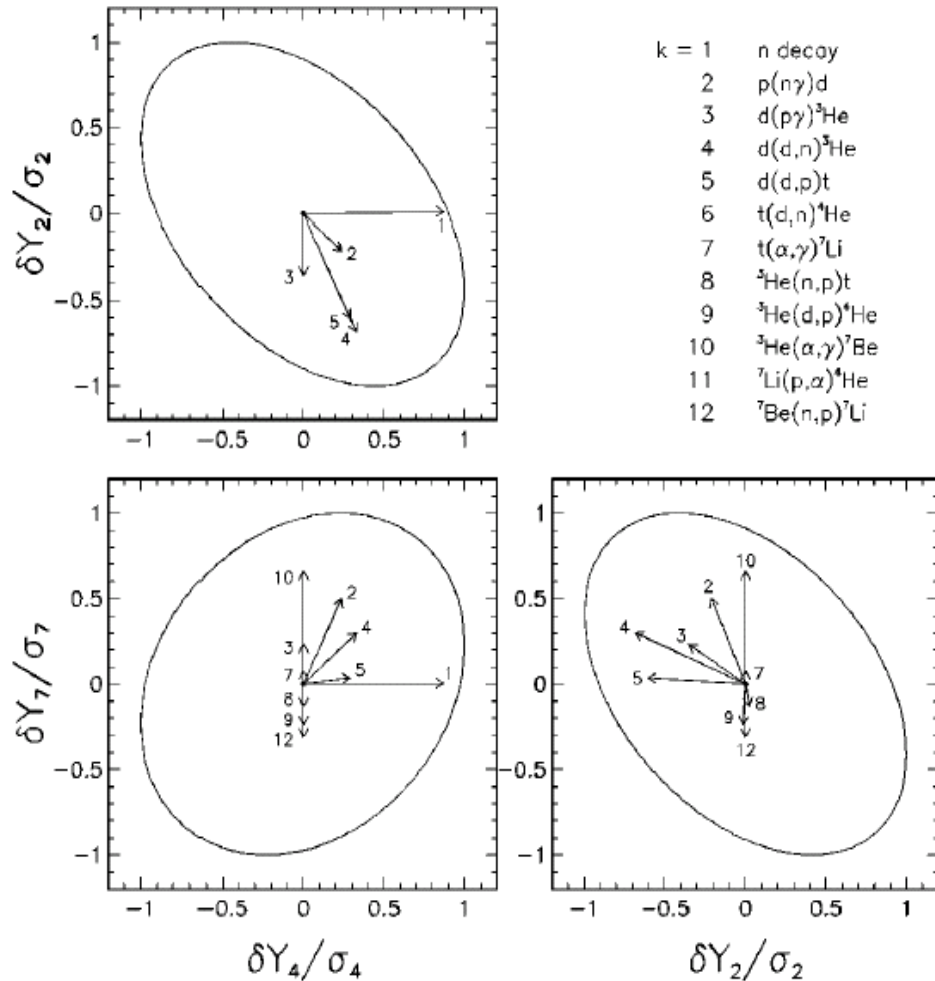 k = 1 n decay
2 p(nγ)d
3 d(pγ)³He
4 d(d,n)³He
5 d(d,p)t
6 t(d,n)⁴He
7 t(α,γ)⁷Li
8 ³He(n,p)t
9 ³He(d,p)⁴He
10 ³He(α,γ)⁷Be
11 ⁷Li(p,α)⁴He
12 ⁷Be(n,p)⁷Li
δY₂/σ₂
1
0.5
0
−0.5
−1
1
2
3
5
4
−1 −0.5 0 0.5 1
δY₇/σ₇
1
0.5
0
−0.5
−1
10
2
4
3
5
7
1
8
9
12
−1 −0.5 0 0.5 1
δY₄/σ₄
1
0.5
0
−0.5
−1
10
2
4
3
5
7
8
9
12
−1 −0.5 0 0.5 1
δY₂/σ₂